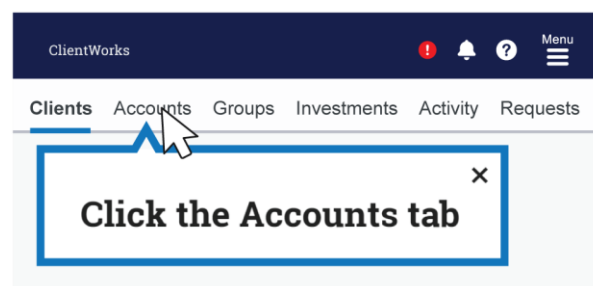 ClientWorks ! ? Menu
Clients Accounts Groups Investments Activity Requests
Click the Accounts tab